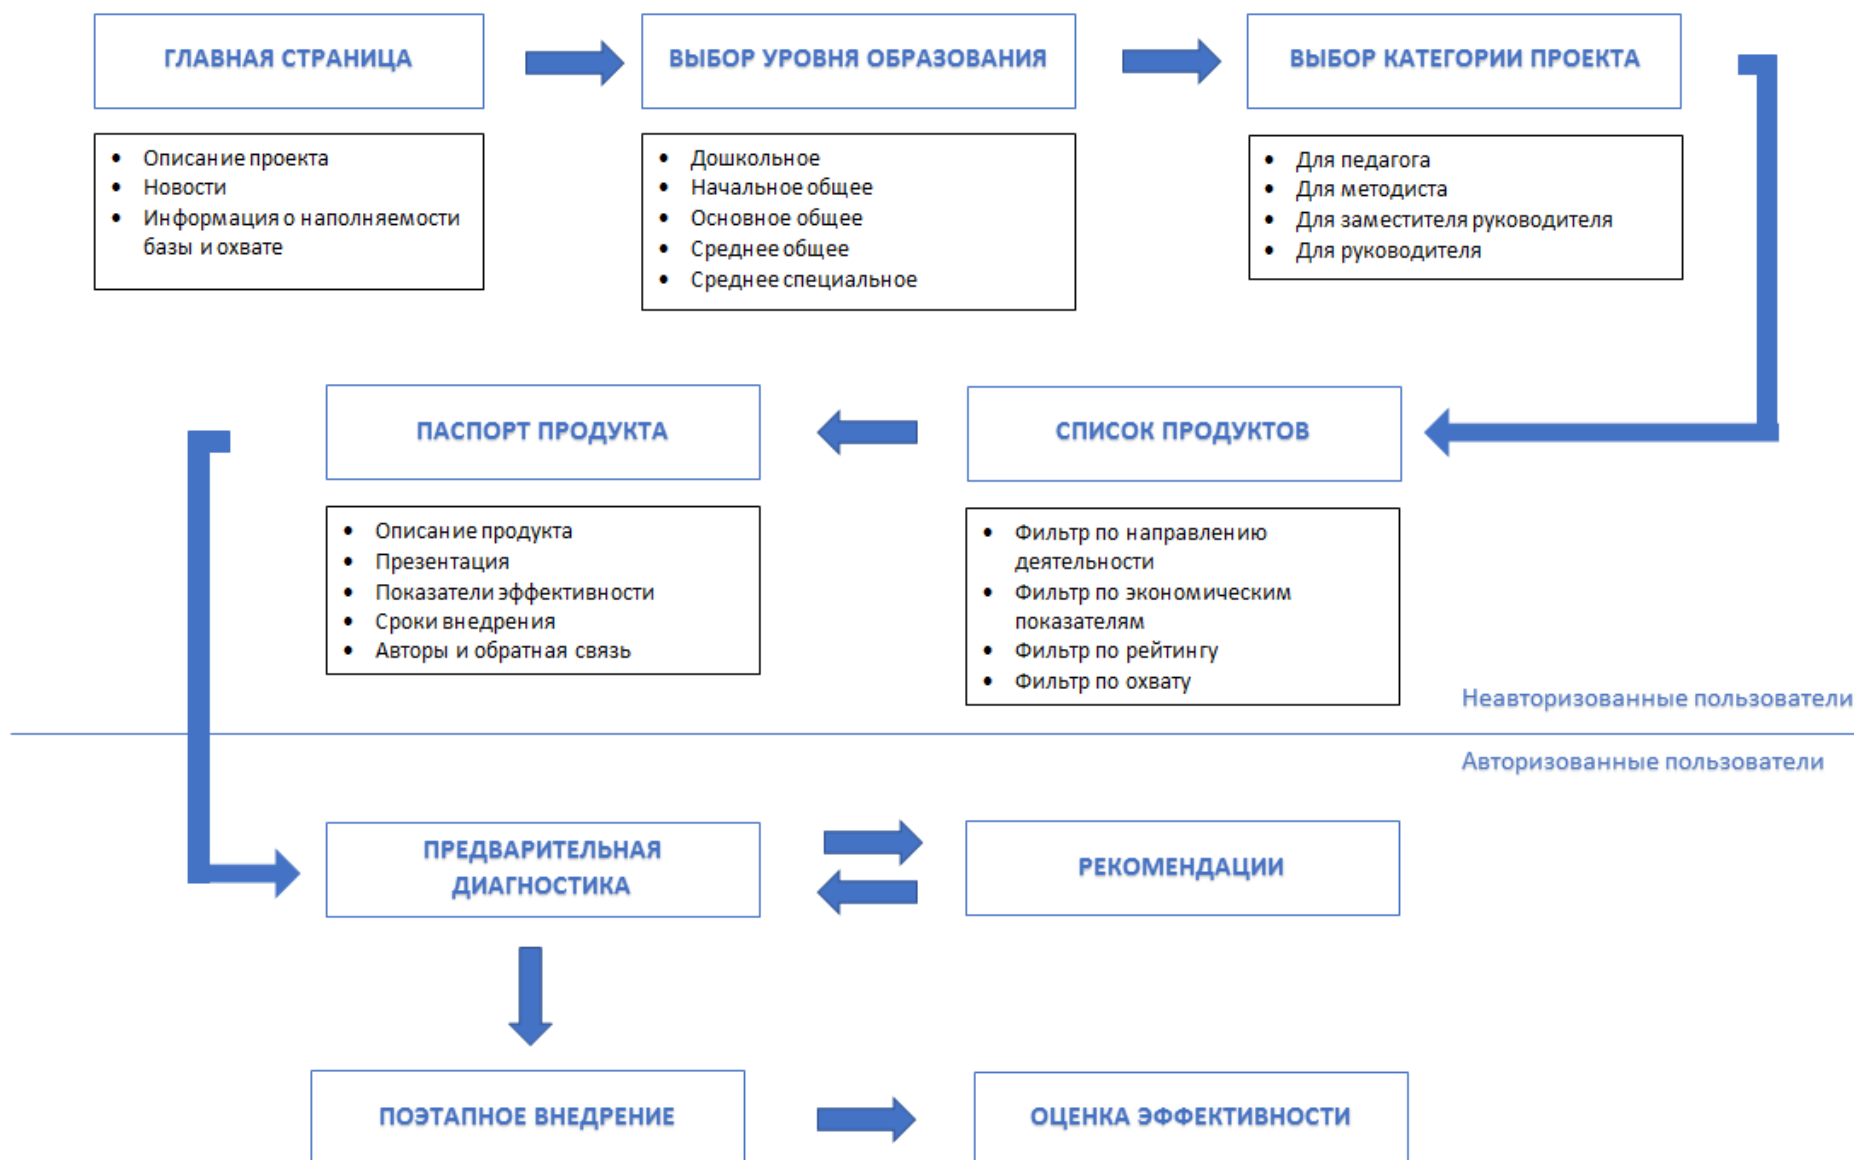 ГЛАВНАЯ СТРАНИЦА
ВЫБОР УРОВНЯ ОБРАЗОВАНИЯ
ВЫБОР КАТЕГОРИИ ПРОЕКТА
• Описание проекта
• Новости
• Информация о наполняемости
базы и охвате
• Дошкольное
• Начальное общее
• Основное общее
• Среднее общее
• Среднее специальное
• Для педагога
• Для методиста
• Для заместителя руководителя
• Для руководителя
ПАСПОРТ ПРОДУКТА
СПИСОК ПРОДУКТОВ
• Описание продукта
• Презентация
• Показатели эффективности
• Сроки внедрения
• Авторы и обратная связь
• Фильтр по направлению
деятельности
• Фильтр по экономическим
показателям
• Фильтр по рейтингу
• Фильтр по охвату
Неавторизованные пользователи
Авторизованные пользователи
ПРЕДВАРИТЕЛЬНАЯ
ДИАГНОСТИКА
РЕКОМЕНДАЦИИ
ПОЭТАПНОЕ ВНЕДРЕНИЕ
ОЦЕНКА ЭФФЕКТИВНОСТИ